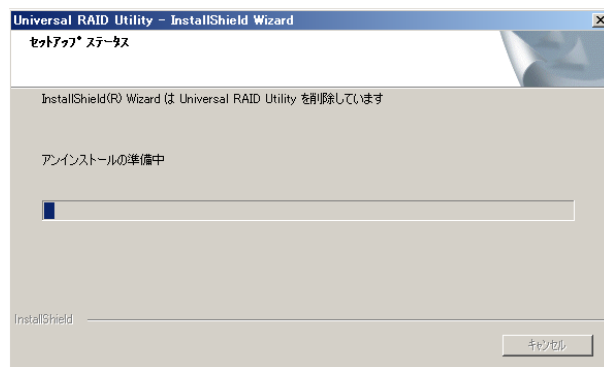 Universal RAID Utility - InstallShield Wizard
ｾｯﾄｱｯﾌﾟ ｽﾃｰﾀｽ
InstallShield(R) Wizard は Universal RAID Utility を削除しています
アンインストールの準備中
InstallShield
キャンセル